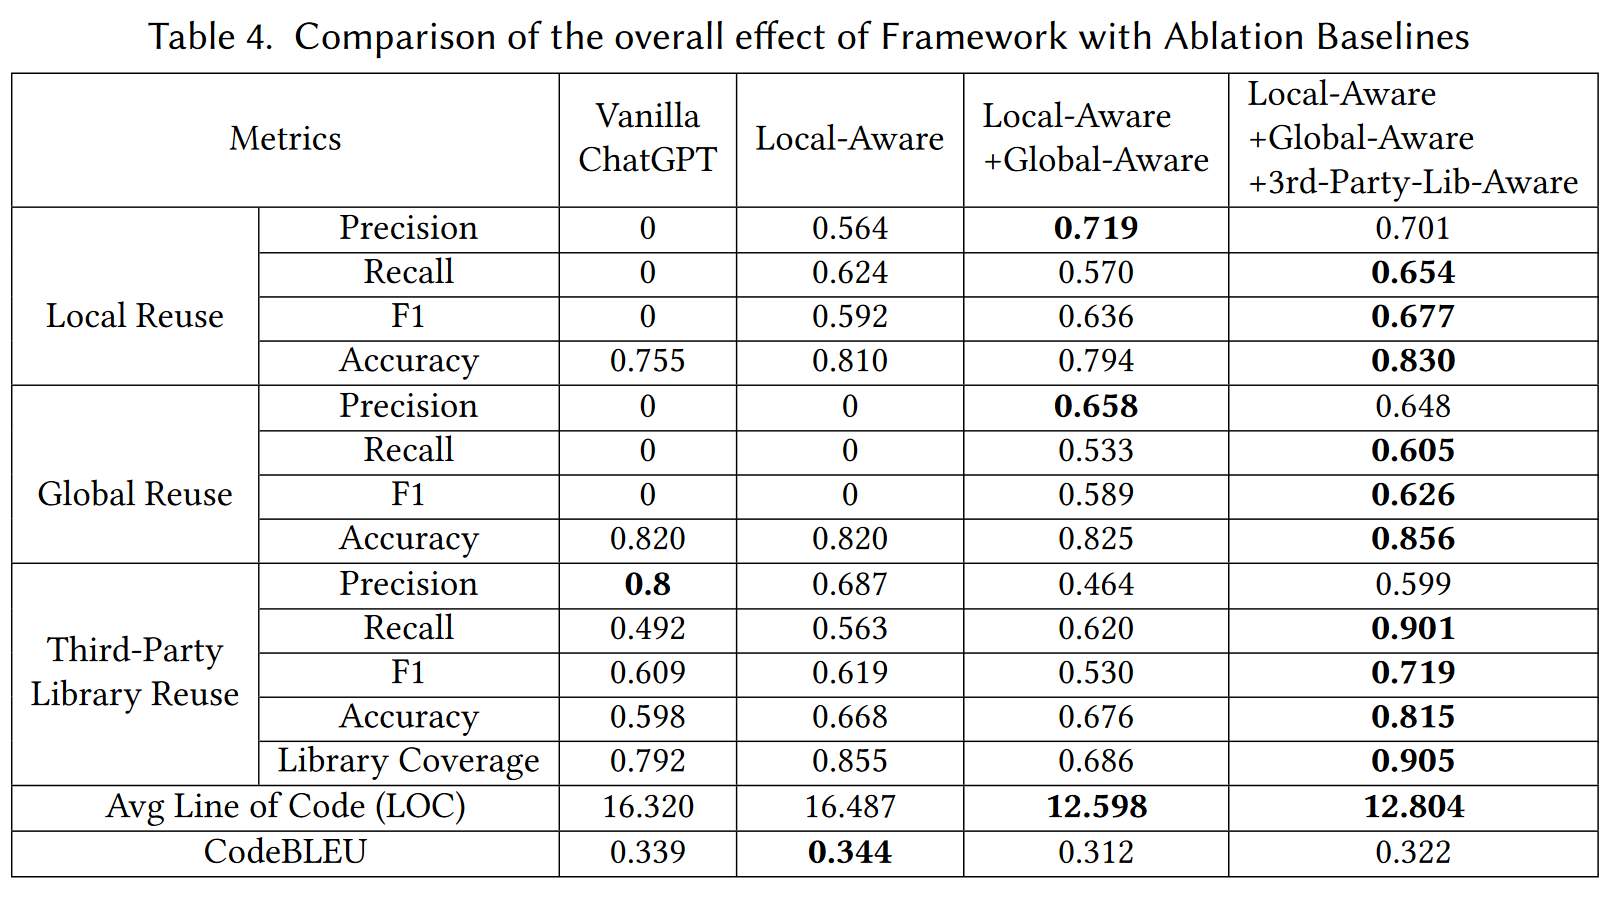 Table 4. Comparison of the overall effect of Framework with Ablation Baselines
Metrics
Vanilla
ChatGPT
Local-Aware
Local-Aware
+Global-Aware
Local-Aware
+Global-Aware
+3rd-Party-Lib-Aware
Local Reuse
Precision 0 0.564 0.719 0.701
Recall 0 0.624 0.570 0.654
F1 0 0.592 0.636 0.677
Accuracy 0.755 0.810 0.794 0.830
Global Reuse
Precision 0 0 0.658 0.648
Recall 0 0 0.533 0.605
F1 0 0 0.589 0.626
Accuracy 0.820 0.820 0.825 0.856
Third-Party
Library Reuse
Precision 0.8 0.687 0.464 0.599
Recall 0.492 0.563 0.620 0.901
F1 0.609 0.619 0.530 0.719
Accuracy 0.598 0.668 0.676 0.815
Library Coverage 0.792 0.855 0.686 0.905
Avg Line of Code (LOC) 16.320 16.487 12.598 12.804
CodeBLEU 0.339 0.344 0.312 0.322